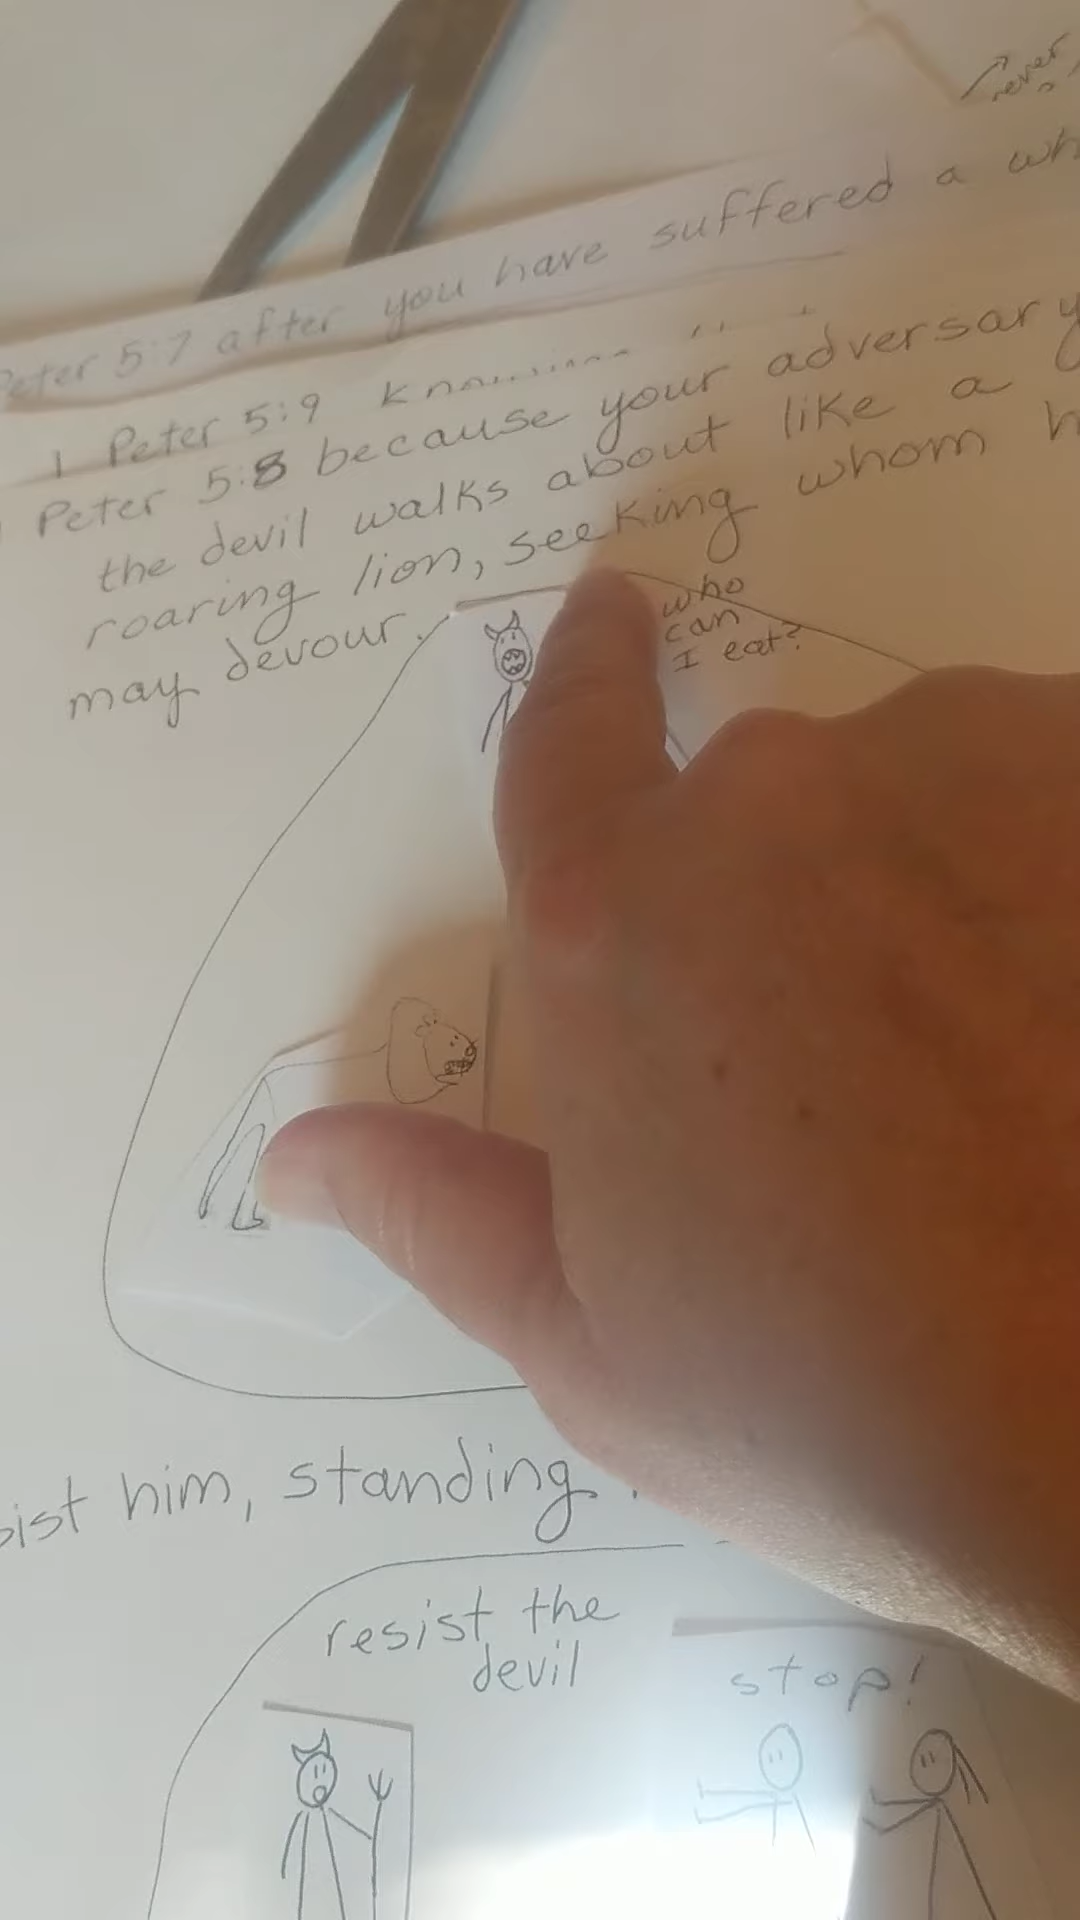 never
Peter 5:7 after you have suffered a wh
1 Peter 5:9
Peter 5:8 because your adversary
the devil walks about like a
roaring lion, seeking whom h
may devour.
who
can
I eat?
ist him, standing
resist the
devil
stop!